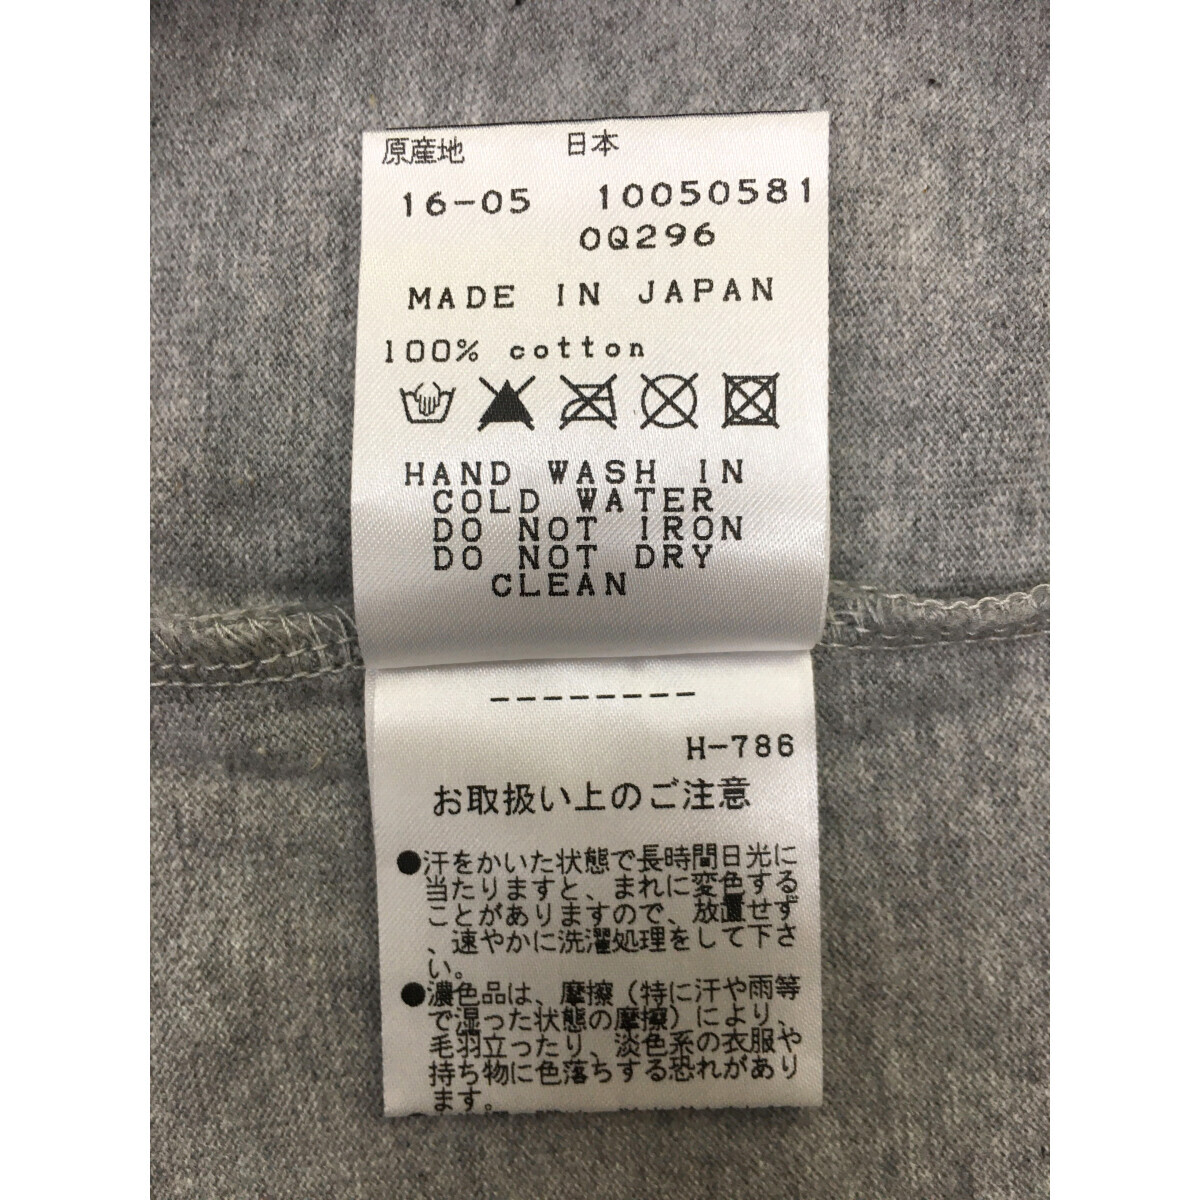 原産地 日本
16-05 10050581
0Q296
MADE IN JAPAN
100% cotton
HAND WASH IN
COLD WATER
DO NOT IRON
DO NOT DRY
CLEAN
--------
H-786
お取扱い上のご注意
●汗をかいた状態で長時間日光に
当たりますと、まれに変色する
ことがありますので、放置せず
、速やかに洗濯処理をして下さ
い。
●濃色品は、摩擦(特に汗や雨等
で湿った状態の摩擦)により、
毛羽立ったり、淡色系の衣服や
持ち物に色落ちする恐れがあり
ます。